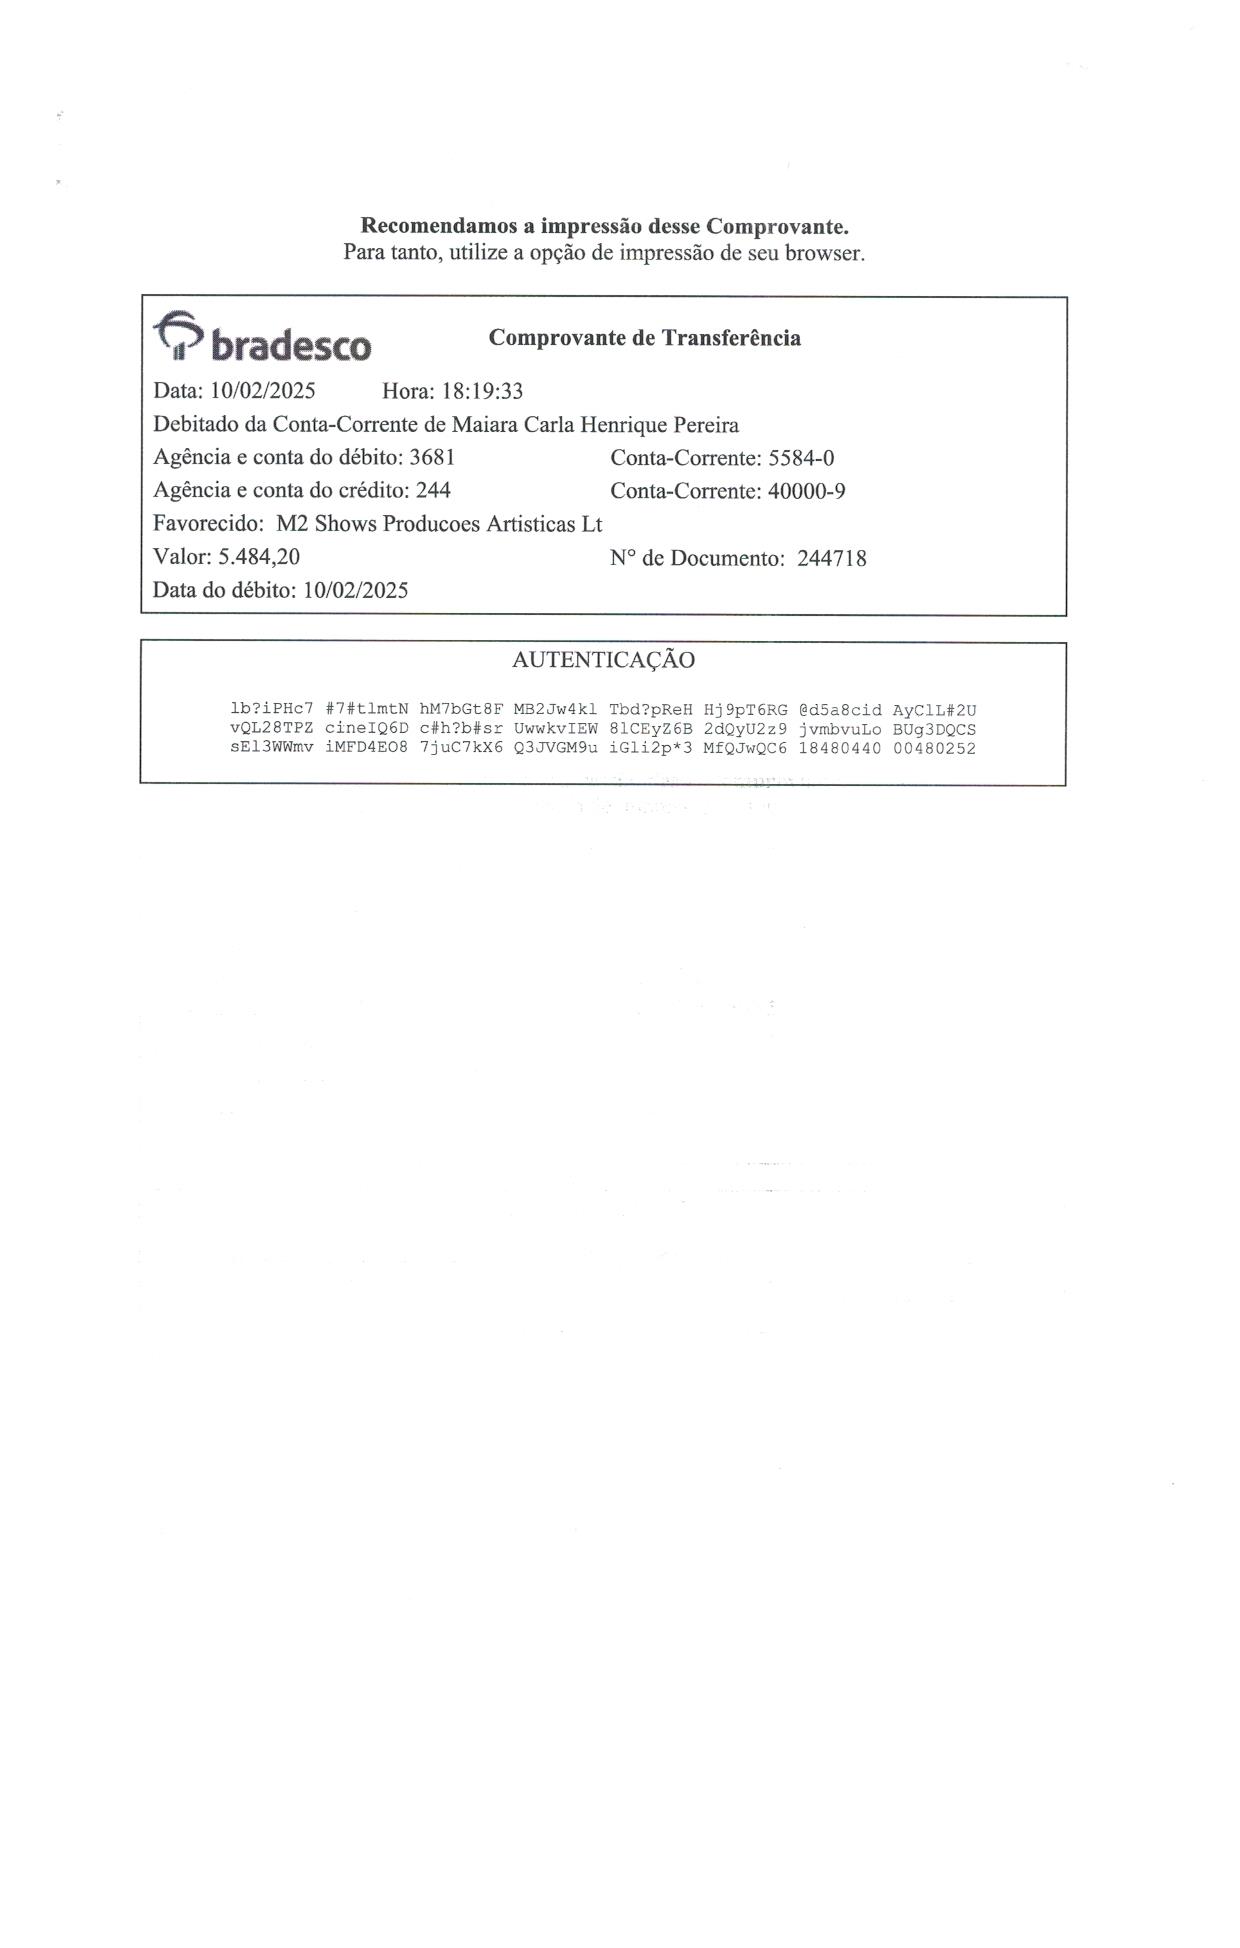 Recomendamos a impressão desse Comprovante.
Para tanto, utilize a opção de impressão de seu browser.
bradesco
Comprovante de Transferência
Data: 10/02/2025 Hora: 18:19:33
Debitado da Conta-Corrente de Maiara Carla Henrique Pereira
Agência e conta do débito: 3681 Conta-Corrente: 5584-0
Agência e conta do crédito: 244 Conta-Corrente: 40000-9
Favorecido: M2 Shows Producoes Artisticas Lt
Valor: 5.484,20 N° de Documento: 244718
Data do débito: 10/02/2025
AUTENTICAÇÃO
lb?iPHc7 #7#tlmtN hM7bGt8F MB2Jw4kl Tbd?pReH Hj9pT6RG @d5a8cid AyClL#2U
vQL28TPZ cineIQ6D c#h?b#sr UwwkvIEW 8lCEyZ6B 2dQyU2z9 jvmbvuLo BUg3DQCS
sEl3WWmv iMFD4EO8 7juC7kX6 Q3JVGM9u iGli2p*3 MfQJwQC6 18480440 00480252